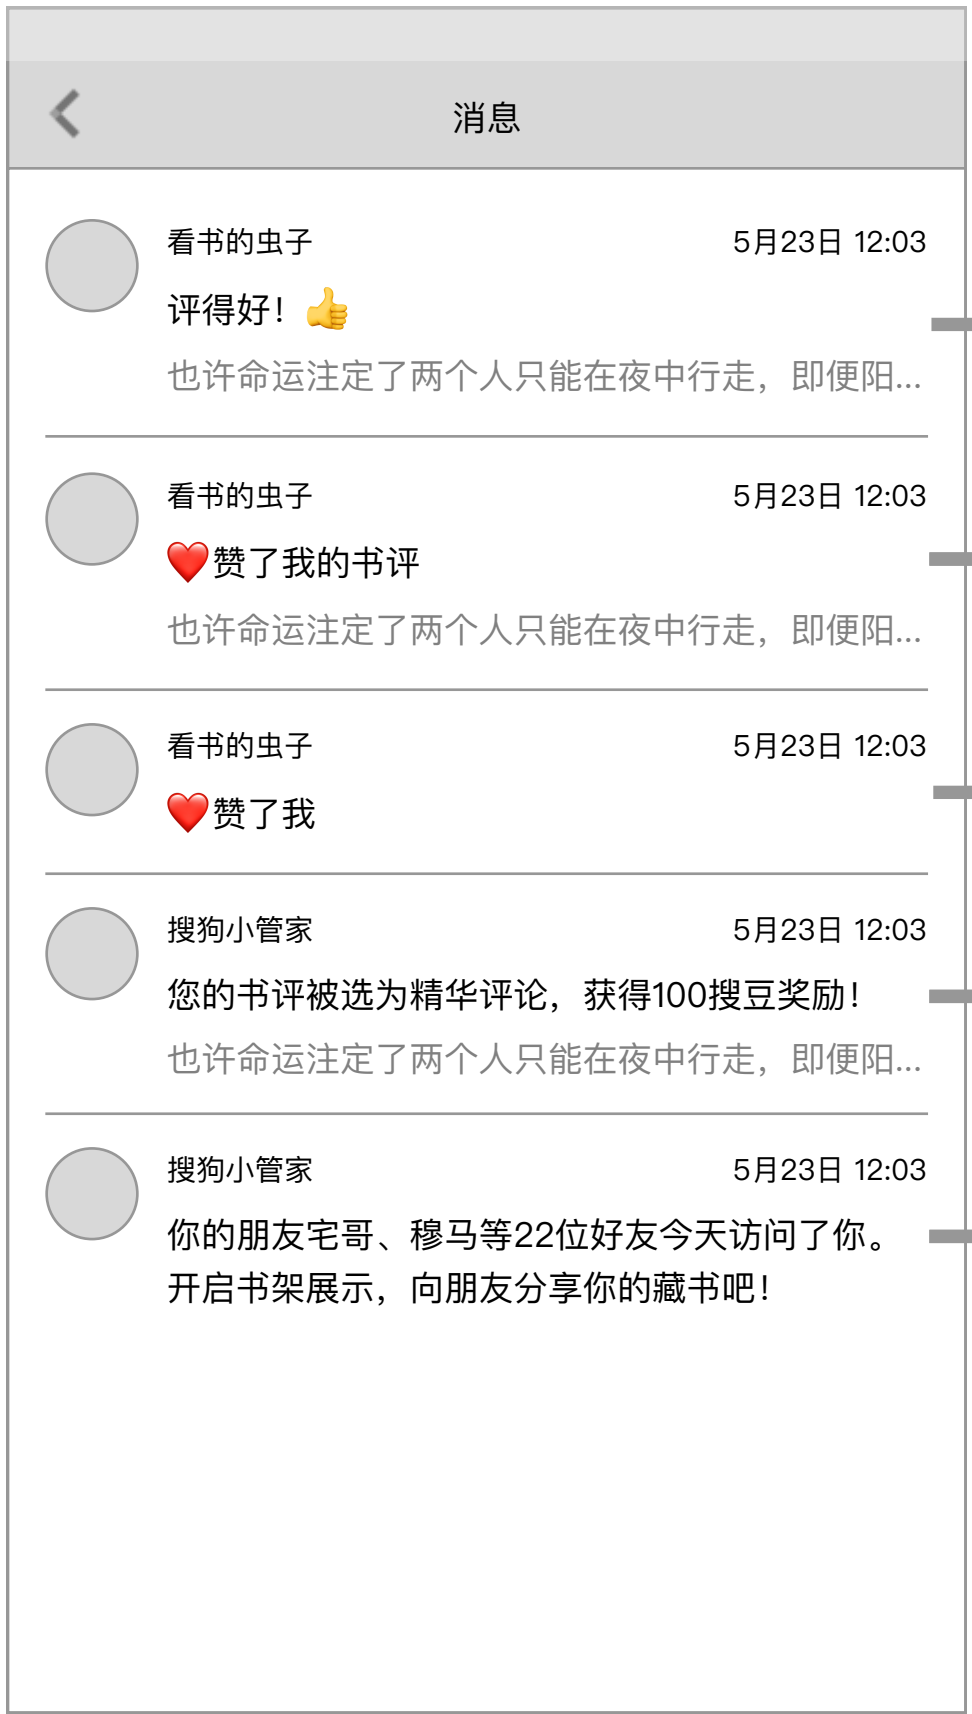 消息
看书的虫子 5月23日 12:03
评得好！👍
也许命运注定了两个人只能在夜中行走，即便阳...
看书的虫子 5月23日 12:03
❤️赞了我的书评
也许命运注定了两个人只能在夜中行走，即便阳...
看书的虫子 5月23日 12:03
❤️赞了我
搜狗小管家 5月23日 12:03
您的书评被选为精华评论，获得100搜豆奖励！
也许命运注定了两个人只能在夜中行走，即便阳...
搜狗小管家 5月23日 12:03
你的朋友宅哥、穆马等22位好友今天访问了你。
开启书架展示，向朋友分享你的藏书吧！